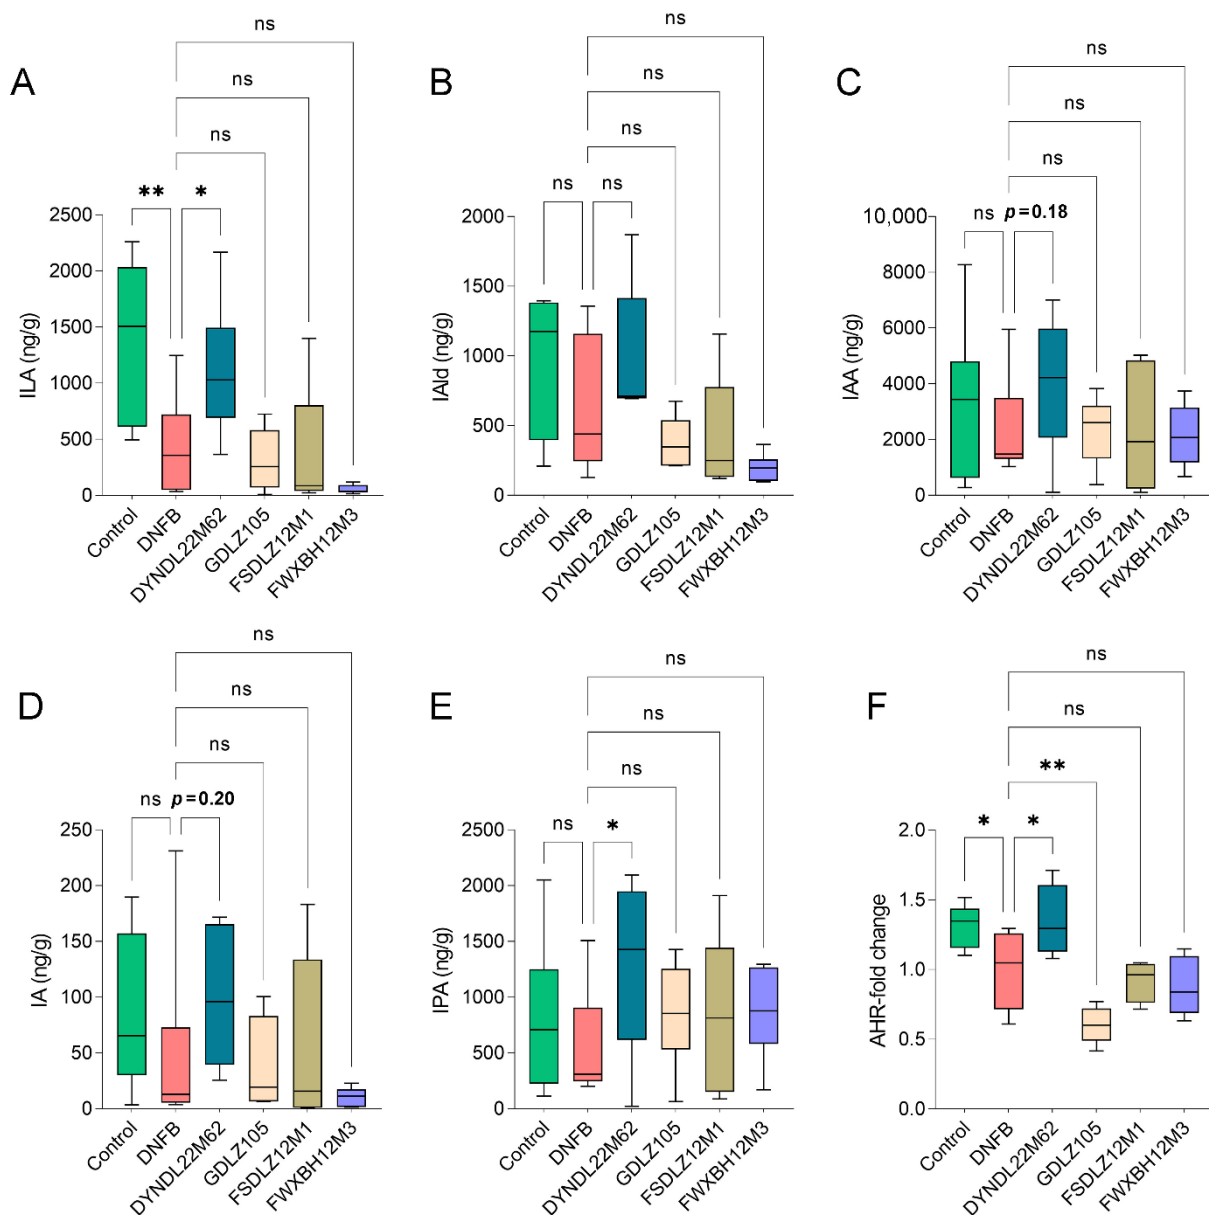 A
ns
ns
ns
** *
ILA (ng/g)
2500
2000
1500
1000
500
0
Control
DNFB
DYNDL22M62
GDLZ105
FSDLZ12M1
FWXBH12M3
B
ns
ns
ns
ns ns
IAld (ng/g)
2000
1500
1000
500
0
Control
DNFB
DYNDL22M62
GDLZ105
FSDLZ12M1
FWXBH12M3
C
ns
ns
ns
ns p=0.18
IAA (ng/g)
10,000
8000
6000
4000
2000
0
Control
DNFB
DYNDL22M62
GDLZ105
FSDLZ12M1
FWXBH12M3
D
ns
ns
ns
ns p=0.20
IA (ng/g)
250
200
150
100
50
0
Control
DNFB
DYNDL22M62
GDLZ105
FSDLZ12M1
FWXBH12M3
E
ns
ns
ns
ns *
IPA (ng/g)
2500
2000
1500
1000
500
0
Control
DNFB
DYNDL22M62
GDLZ105
FSDLZ12M1
FWXBH12M3
F
ns
ns
**
* *
AHR-fold change
2.0
1.5
1.0
0.5
0.0
Control
DNFB
DYNDL22M62
GDLZ105
FSDLZ12M1
FWXBH12M3